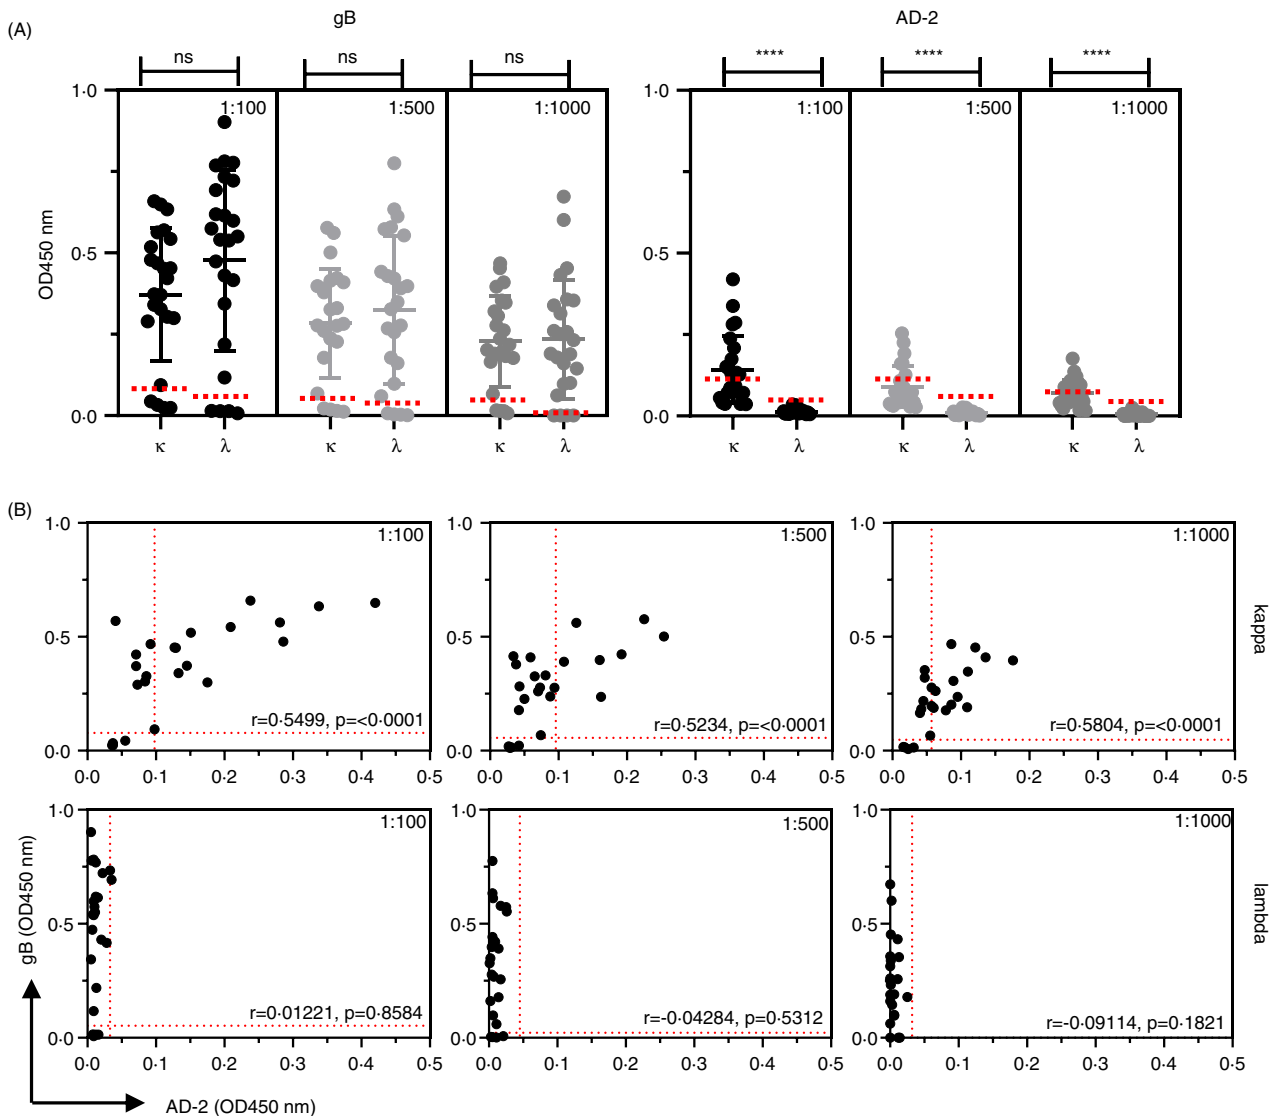 (A)
gB
AD-2
ns
ns
ns
****
****
****
OD450 nm
1·0
0·5
0·0
1:100
1:500
1:1000
κ
λ
κ
λ
κ
λ
1·0
0·5
0·0
1:100
1:500
1:1000
κ
λ
κ
λ
κ
λ
(B)
1·0
0·5
0·0
1:100
r=0·5499, p=<0·0001
0·0 0·1 0·2 0·3 0·4 0·5
1·0
0·5
0·0
1:500
r=0·5234, p=<0·0001
0·0 0·1 0·2 0·3 0·4 0·5
1·0
0·5
0·0
1:1000
r=0·5804, p=<0·0001
0·0 0·1 0·2 0·3 0·4 0·5
kappa
1·0
0·5
0·0
1:100
r=0·01221, p=0·8584
0·0 0·1 0·2 0·3 0·4 0·5
1·0
0·5
0·0
1:500
r=-0·04284, p=0·5312
0·0 0·1 0·2 0·3 0·4 0·5
1·0
0·5
0·0
1:1000
r=-0·09114, p=0·1821
0·0 0·1 0·2 0·3 0·4 0·5
lambda
gB (OD450 nm)
AD-2 (OD450 nm)